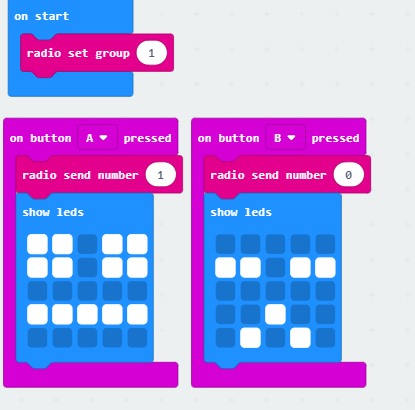 on start
radio set group 1
on button A pressed
radio send number 1
show leds
on button B pressed
radio send number 0
show leds